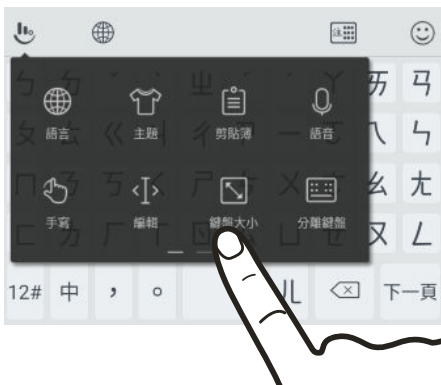 注
ㄞ ㄢ
語言 主題 剪貼簿 語音
ㄟ ㄣ
ㄠ ㄤ
手寫 編輯 鍵盤大小 分離鍵盤
ㄡ ㄥ
12# 中 , 。 ㄦ 下一頁